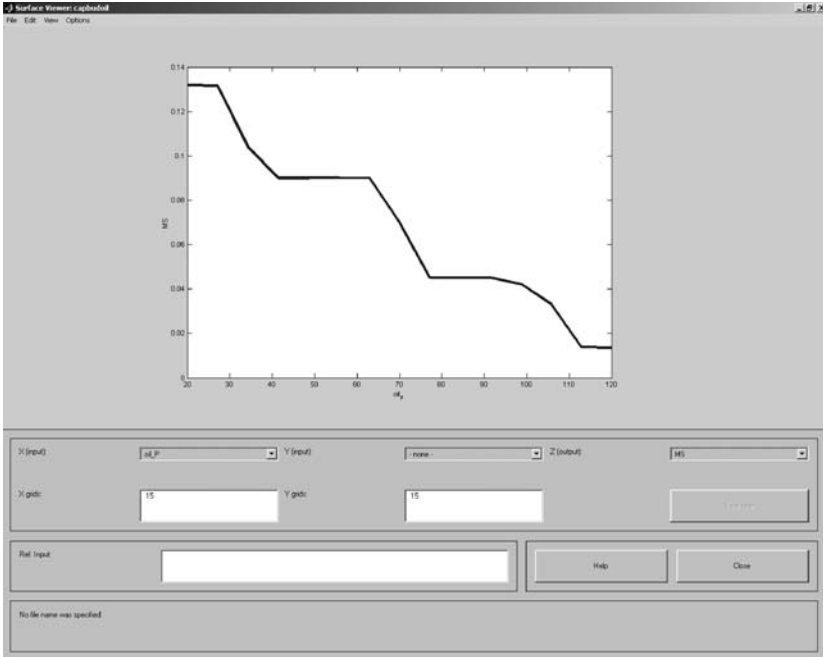 Surface Viewer: capbudoil
File Edit View Options
0.14
0.12
0.1
0.08
0.06
0.04
0.02
0
MS
20 30 40 50 60 70 80 90 100 110 120
oil_P
X (input): oil_P Y (input): - none - Z (output): MS
X grids: 15 Y grids: 15
Ref. Input:
Help Close
No file name was specified